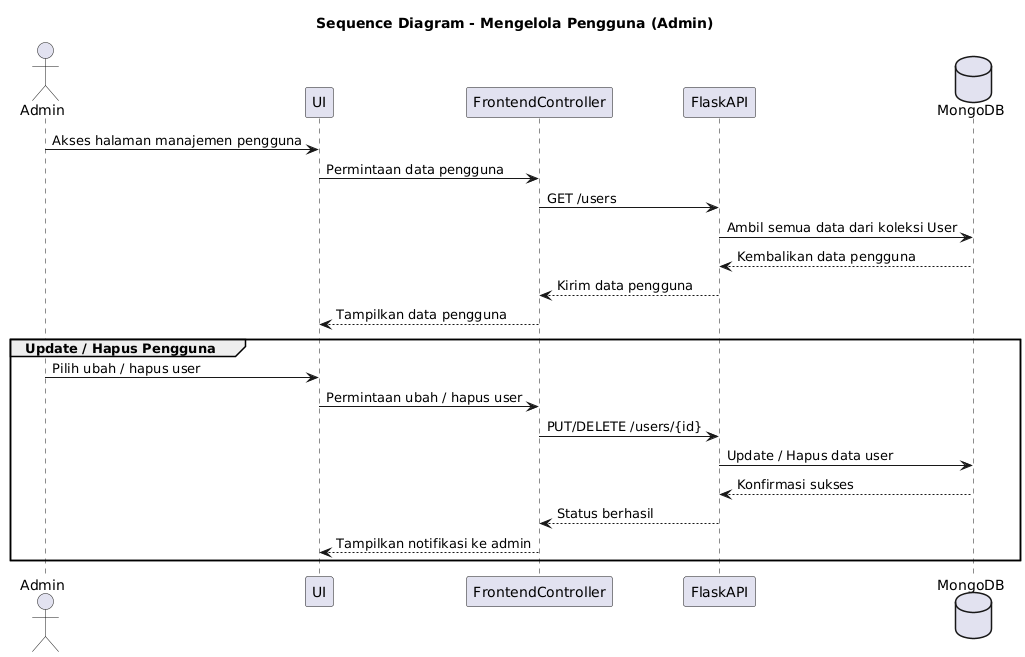 Sequence Diagram - Mengelola Pengguna (Admin)
Admin
UI
FrontendController
FlaskAPI
MongoDB
Akses halaman manajemen pengguna
Permintaan data pengguna
GET /users
Ambil semua data dari koleksi User
Kembalikan data pengguna
Kirim data pengguna
Tampilkan data pengguna
Update / Hapus Pengguna
Pilih ubah / hapus user
Permintaan ubah / hapus user
PUT/DELETE /users/{id}
Update / Hapus data user
Konfirmasi sukses
Status berhasil
Tampilkan notifikasi ke admin
Admin
UI
FrontendController
FlaskAPI
MongoDB